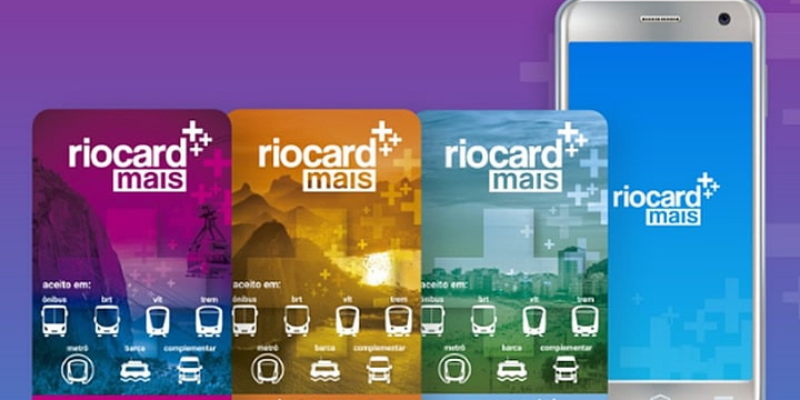 riocard
mais
aceito em:
ônibus brt vlt trem
metrô barca complementar
riocard
mais
aceito em:
ônibus brt vlt trem
metrô barca complementar
riocard
mais
aceito em:
ônibus brt vlt trem
metrô barca complementar
riocard
mais